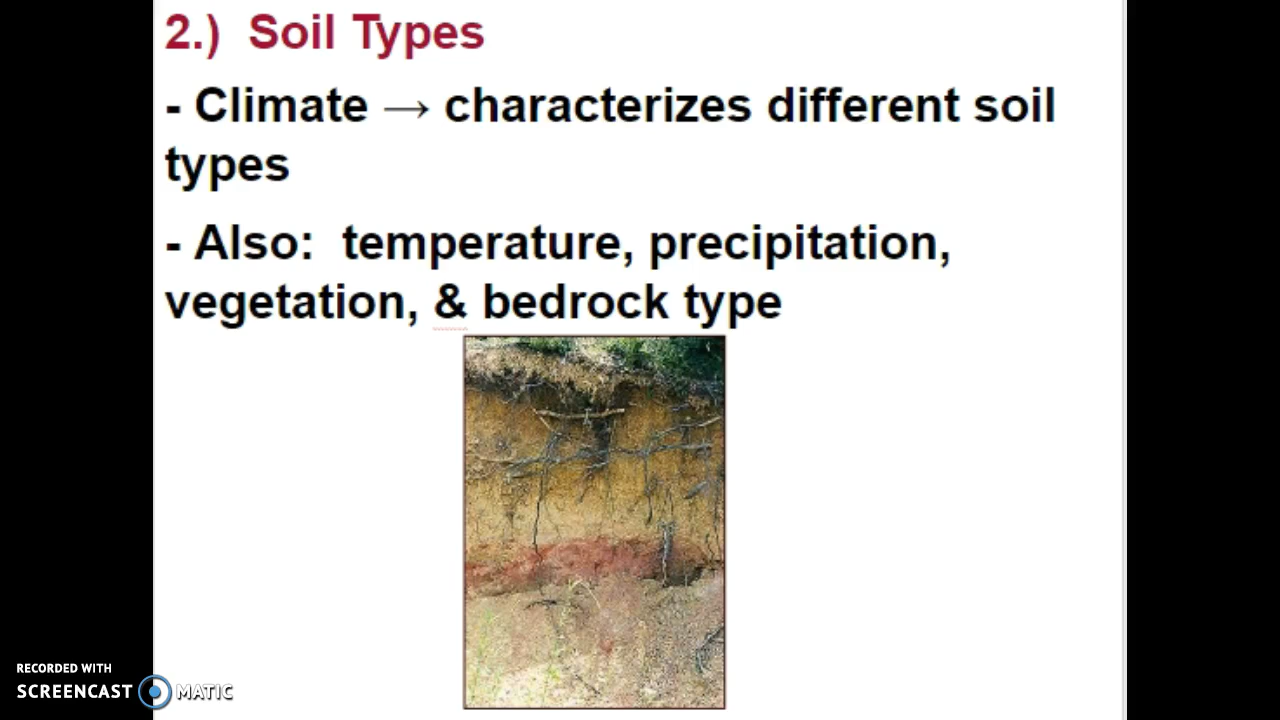 2.) Soil Types
- Climate → characterizes different soil
types
- Also: temperature, precipitation,
vegetation, & bedrock type
RECORDED WITH
SCREENCAST MATIC